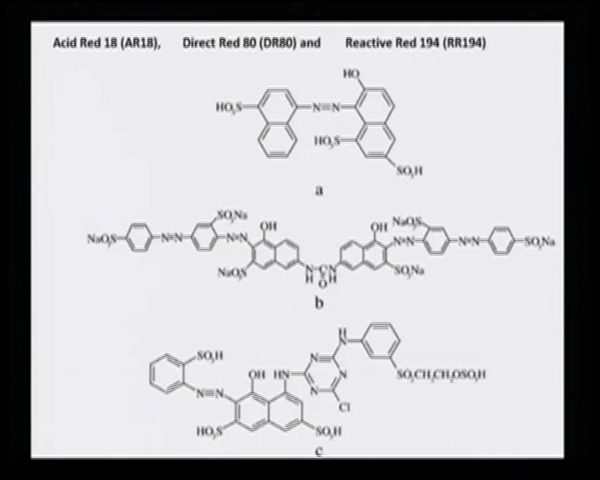 Acid Red 18 (AR18), Direct Red 80 (DR80) and Reactive Red 194 (RR194)
HO
HO₃S N=N
HO₃S
SO₃H
a
SO₃Na OH OH NaO₃S
NaO₃S N=N N=N N=N N=N SO₃Na
NaO₃S N C N SO₃Na
H O H
b
H
N
SO₃H OH HN N N SO₂CH₂CH₂OSO₃H
N=N N
Cl
HO₃S SO₃H
c